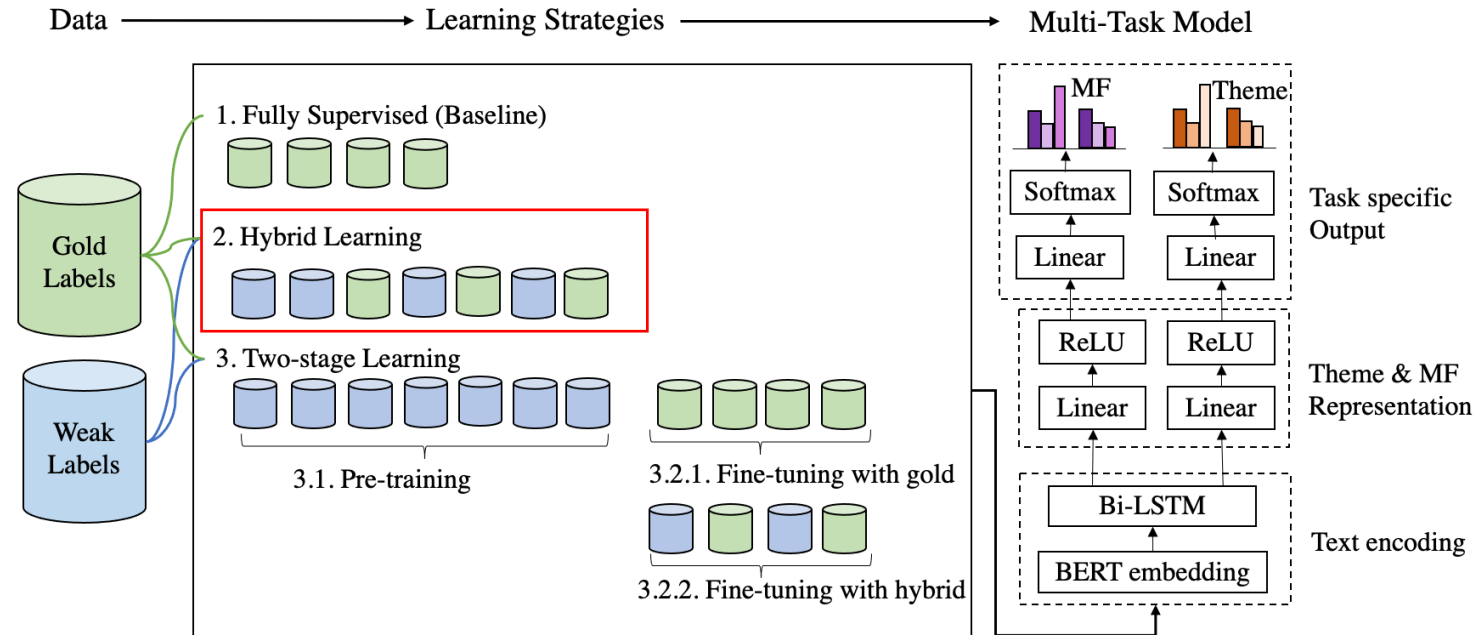 Data
Learning Strategies
Multi-Task Model
Gold
Labels
Weak
Labels
1. Fully Supervised (Baseline)
2. Hybrid Learning
3. Two-stage Learning
3.1. Pre-training
3.2.1. Fine-tuning with gold
3.2.2. Fine-tuning with hybrid
MF
Theme
Softmax
Softmax
Linear
Linear
Task specific
Output
ReLU
ReLU
Linear
Linear
Theme & MF
Representation
Bi-LSTM
BERT embedding
Text encoding